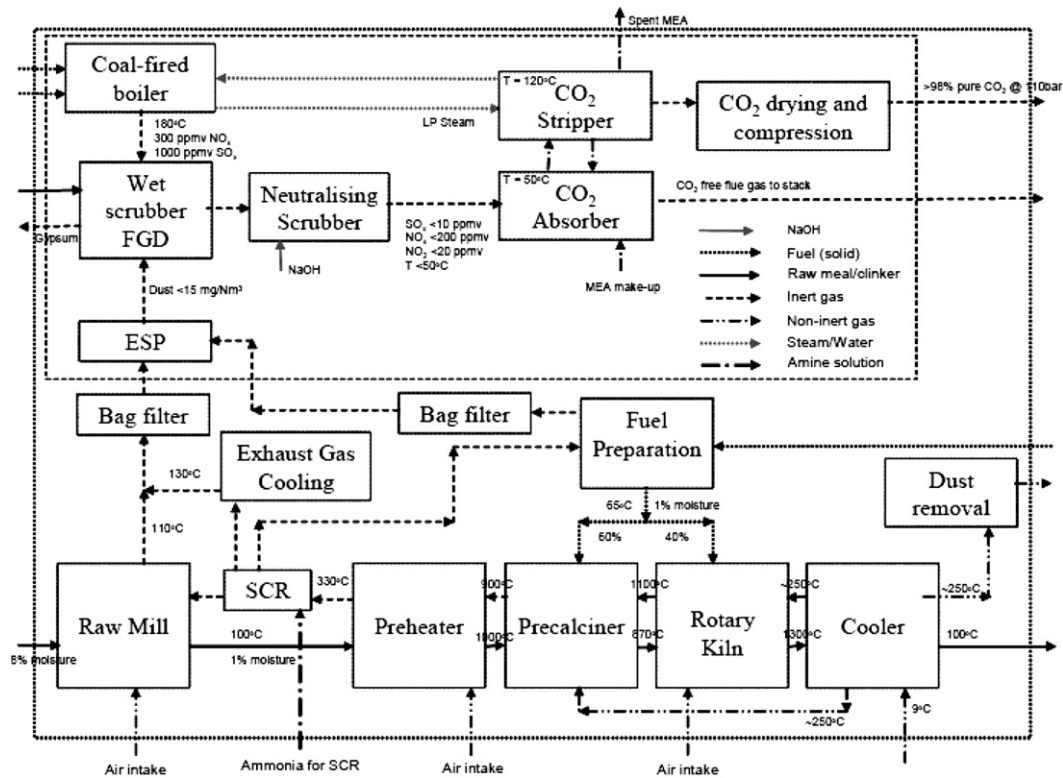 Spent MEA
Coal-fired
boiler
T = 120°C
CO₂
Stripper
LP Steam
CO₂ drying and
compression
>98% pure CO₂ @ 110bar
180°C
300 ppmv NOₓ
1000 ppmv SOₓ
Wet
scrubber
FGD
Gypsum
Neutralising
Scrubber
NaOH
SOₓ <10 ppmv
NOₓ <200 ppmv
NO₂ <20 ppmv
T <50°C
T = 50°C
CO₂
Absorber
MEA make-up
CO₂ free flue gas to stack
NaOH
Fuel (solid)
Raw meal/clinker
Inert gas
Non-inert gas
Steam/Water
Amine solution
Dust <15 mg/Nm³
ESP
Bag filter
Bag filter
Fuel
Preparation
Exhaust Gas
Cooling
130°C
110°C
65°C
1% moisture
60%
40%
Dust
removal
Raw Mill
SCR
330°C
Preheater
900°C
1000°C
Precalciner
1100°C
870°C
Rotary
Kiln
~250°C
1300°C
Cooler
~250°C
100°C
100°C
1% moisture
8% moisture
~250°C
9°C
Air intake
Ammonia for SCR
Air intake
Air intake